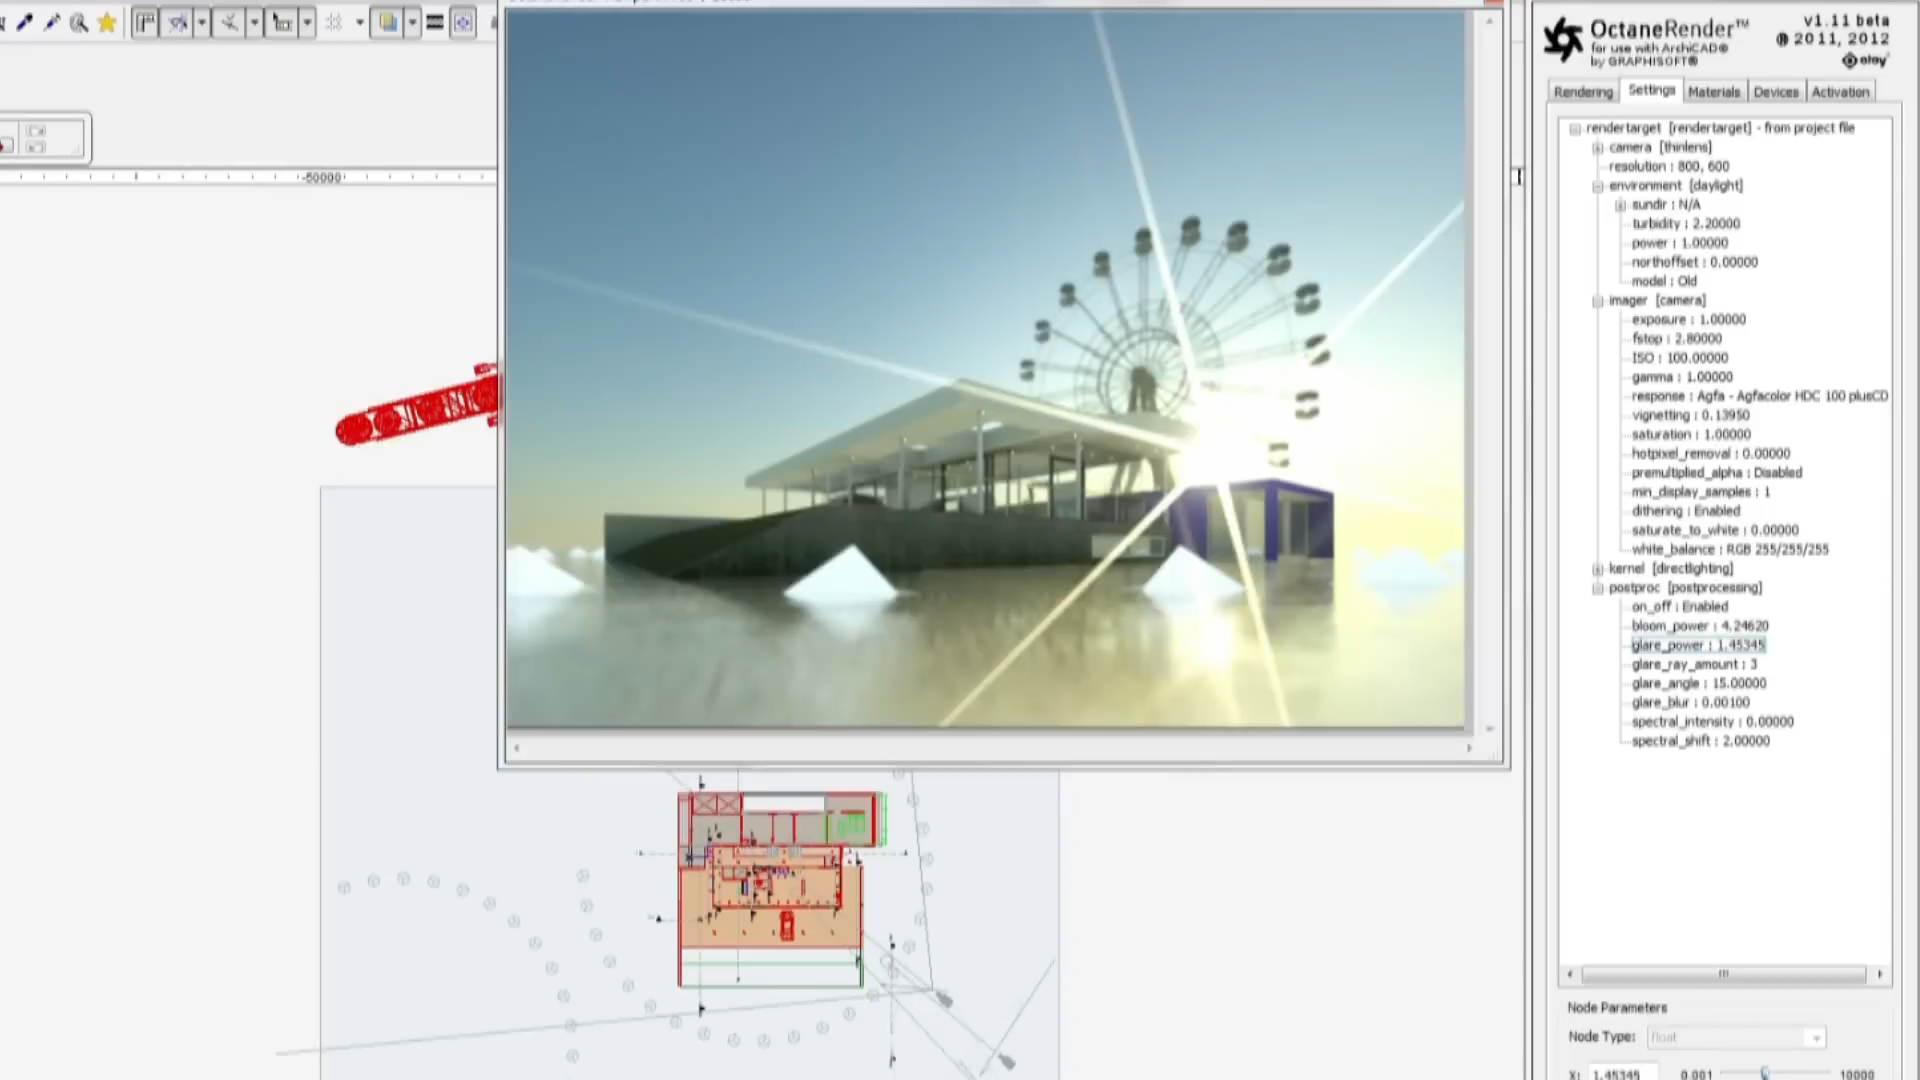 -50000
OctaneRender™
for use with ArchiCAD®
by GRAPHISOFT®
v1.11 beta
® 2011, 2012
otoy
Rendering
Settings
Materials
Devices
Activation
rendertarget [rendertarget] - from project file
camera [thinlens]
resolution : 800, 600
environment [daylight]
sundir : N/A
turbidity : 2.20000
power : 1.00000
northoffset : 0.00000
model : Old
imager [camera]
exposure : 1.00000
fstop : 2.80000
ISO : 100.00000
gamma : 1.00000
response : Agfa - Agfacolor HDC 100 plusCD
vignetting : 0.13950
saturation : 1.00000
hotpixel_removal : 0.00000
premultiplied_alpha : Disabled
min_display_samples : 1
dithering : Enabled
saturate_to_white : 0.00000
white_balance : RGB 255/255/255
kernel [directlighting]
postproc [postprocessing]
on_off : Enabled
bloom_power : 4.24620
glare_power : 1.45345
glare_ray_amount : 3
glare_angle : 15.00000
glare_blur : 0.00100
spectral_intensity : 0.00000
spectral_shift : 2.00000
Node Parameters
Node Type: float
X: 1.45345 0.001 10000